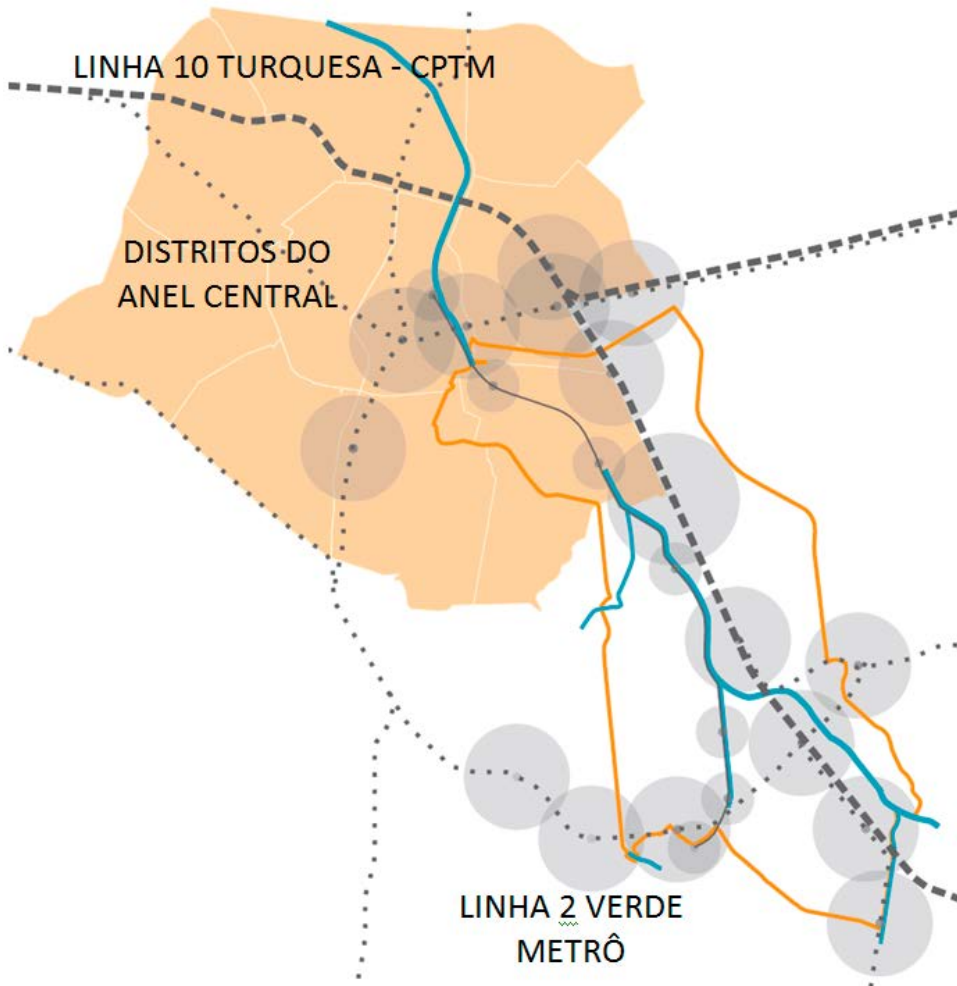 LINHA 10 TURQUESA - CPTM
DISTRITOS DO
ANEL CENTRAL
LINHA 2 VERDE
METRÔ